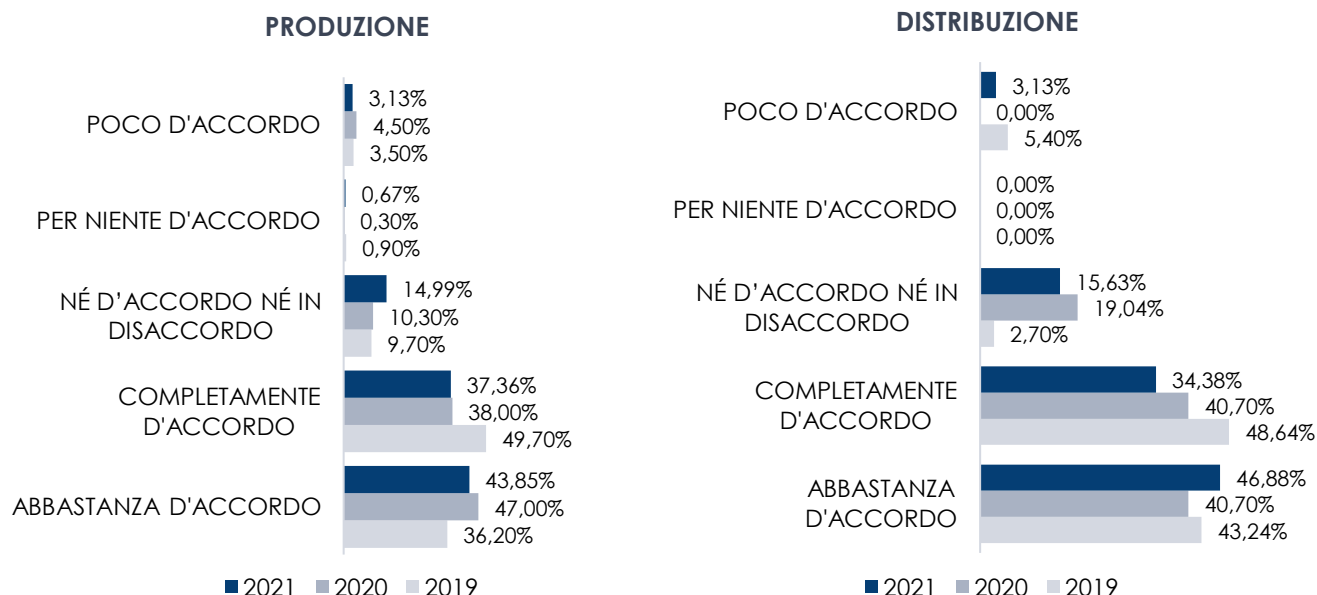 PRODUZIONE
POCO D'ACCORDO
3,13%
4,50%
3,50%
PER NIENTE D'ACCORDO
0,67%
0,30%
0,90%
NÉ D’ACCORDO NÉ IN
DISACCORDO
14,99%
10,30%
9,70%
COMPLETAMENTE
D'ACCORDO
37,36%
38,00%
49,70%
ABBASTANZA D'ACCORDO
43,85%
47,00%
36,20%
2021 2020 2019
DISTRIBUZIONE
POCO D'ACCORDO
3,13%
0,00%
5,40%
PER NIENTE D'ACCORDO
0,00%
0,00%
0,00%
NÉ D'ACCORDO NÉ IN
DISACCORDO
15,63%
19,04%
2,70%
COMPLETAMENTE
D'ACCORDO
34,38%
40,70%
48,64%
ABBASTANZA
D'ACCORDO
46,88%
40,70%
43,24%
2021 2020 2019